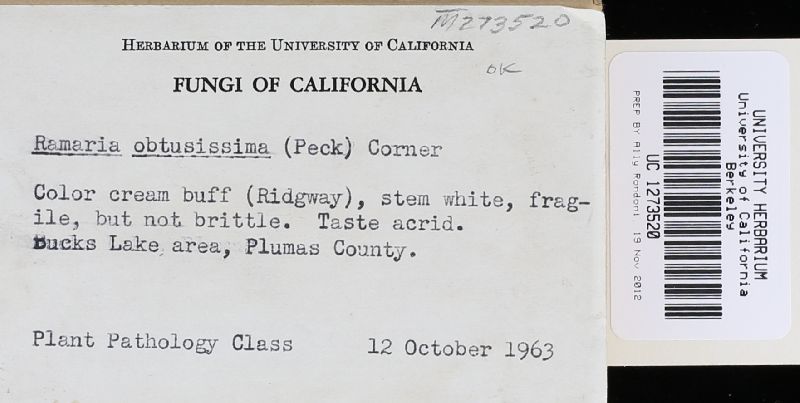 M273520
HERBARIUM OF THE UNIVERSITY OF CALIFORNIA
OK
FUNGI OF CALIFORNIA
Ramaria obtusissima (Peck) Corner
Color cream buff (Ridgway), stem white, frag-
ile, but not brittle. Taste acrid.
Bucks Lake area, Plumas County.
Plant Pathology Class 12 October 1963
UNIVERSITY HERBARIUM
University of California
Berkeley
UC 1273520
PREP BY Ally Rondoni 19 Nov 2012